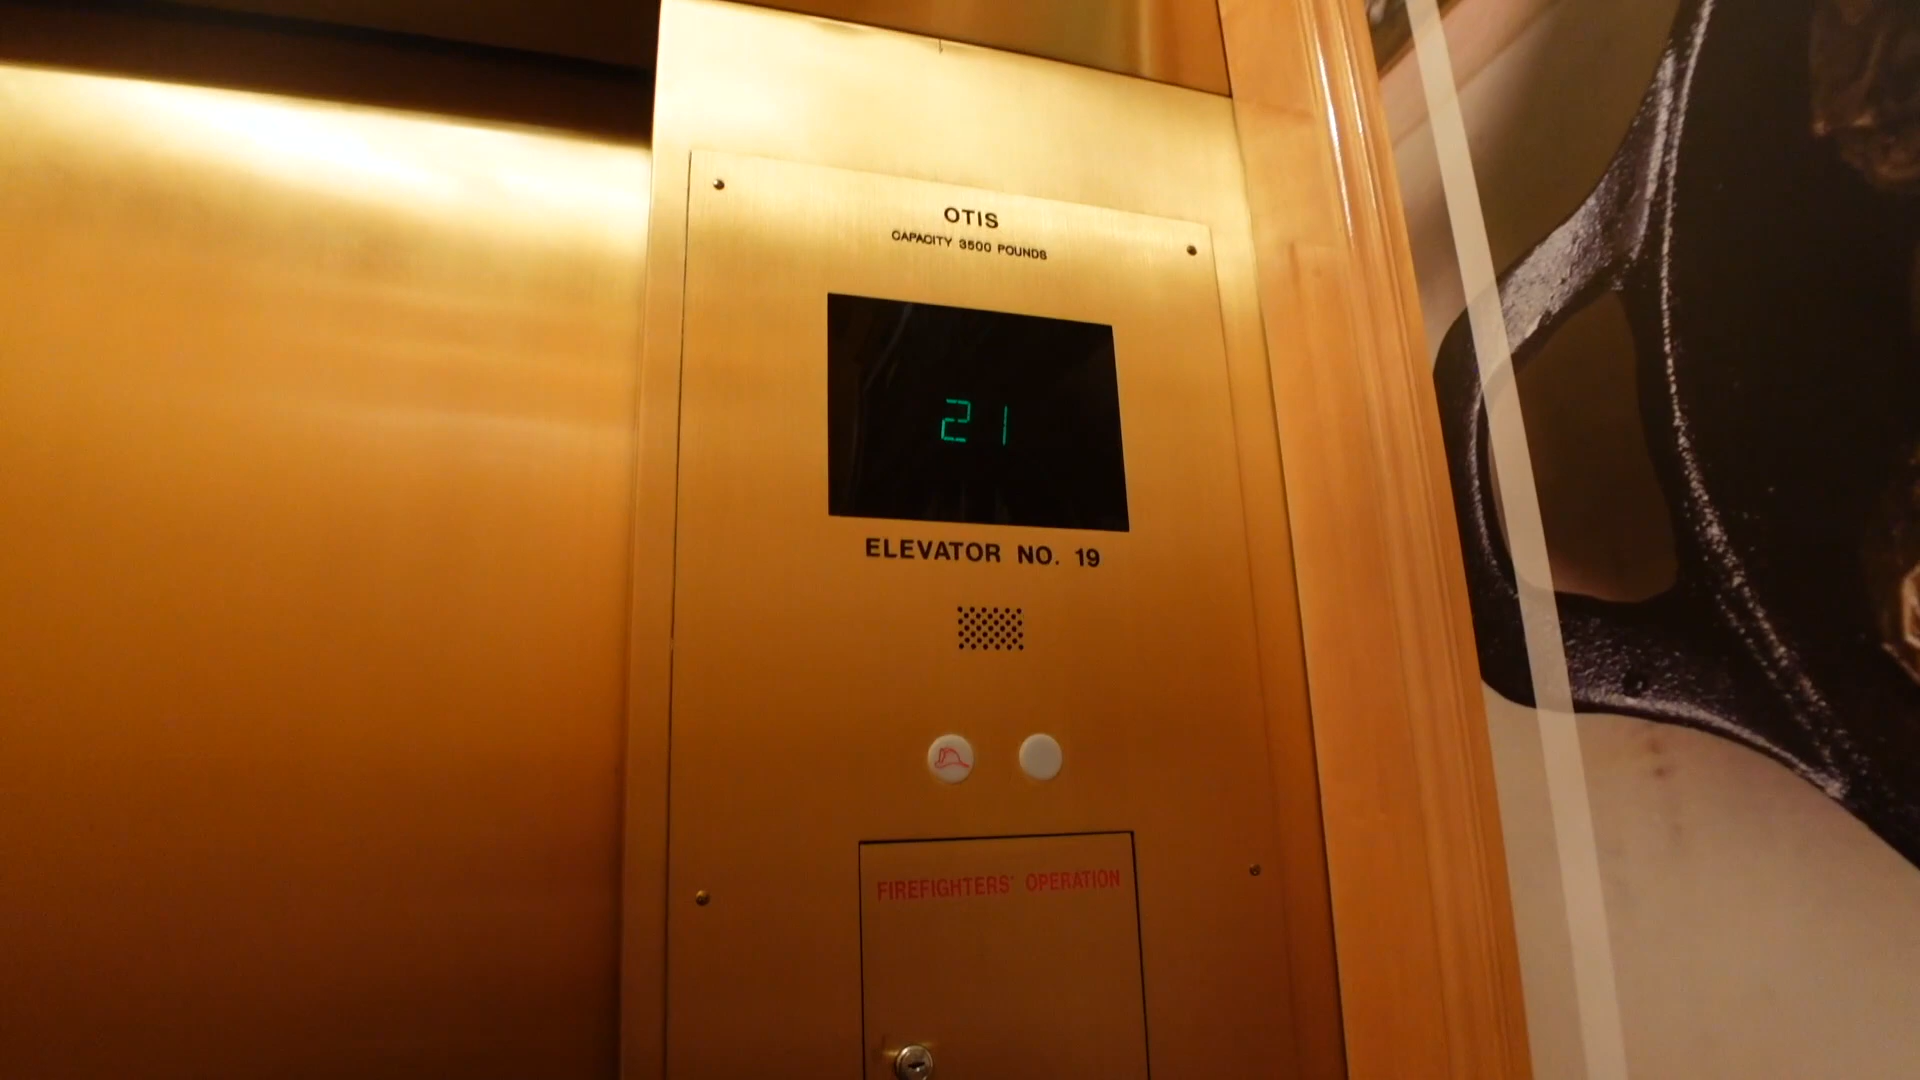 OTIS
CAPACITY 3500 POUNDS
21
ELEVATOR NO. 19
FIREFIGHTERS' OPERATION